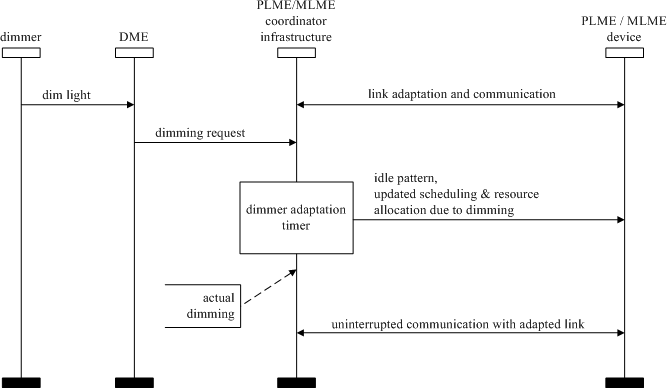 dimmer
DME
PLME/MLME
coordinator
infrastructure
PLME / MLME
device
dim light
link adaptation and communication
dimming request
idle pattern,
updated scheduling & resource
allocation due to dimming
dimmer adaptation
timer
actual
dimming
uninterrupted communication with adapted link